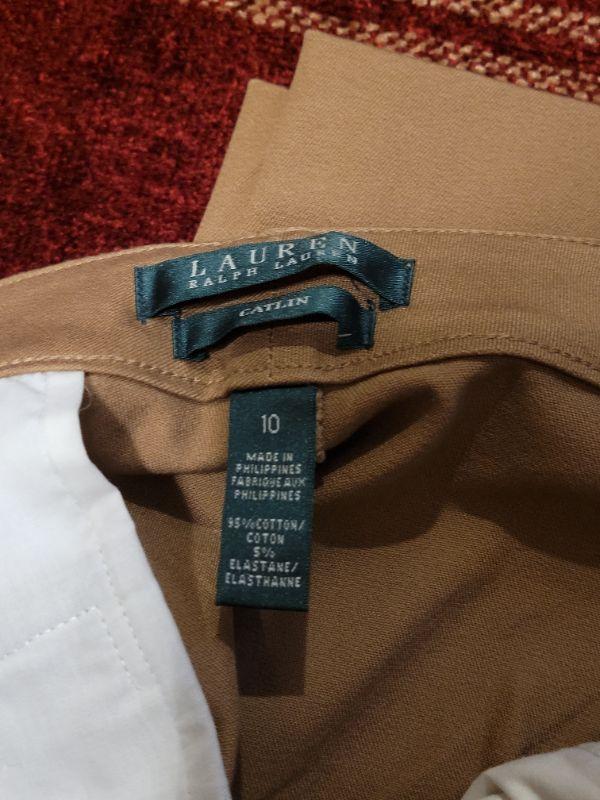 LAUREN
RALPH LAUREN
CATLIN
10
MADE IN
PHILIPPINES
FABRIQUE AUX
PHILIPPINES
95% COTTON/
COTON
5%
ELASTANE/
ELASTHANNE